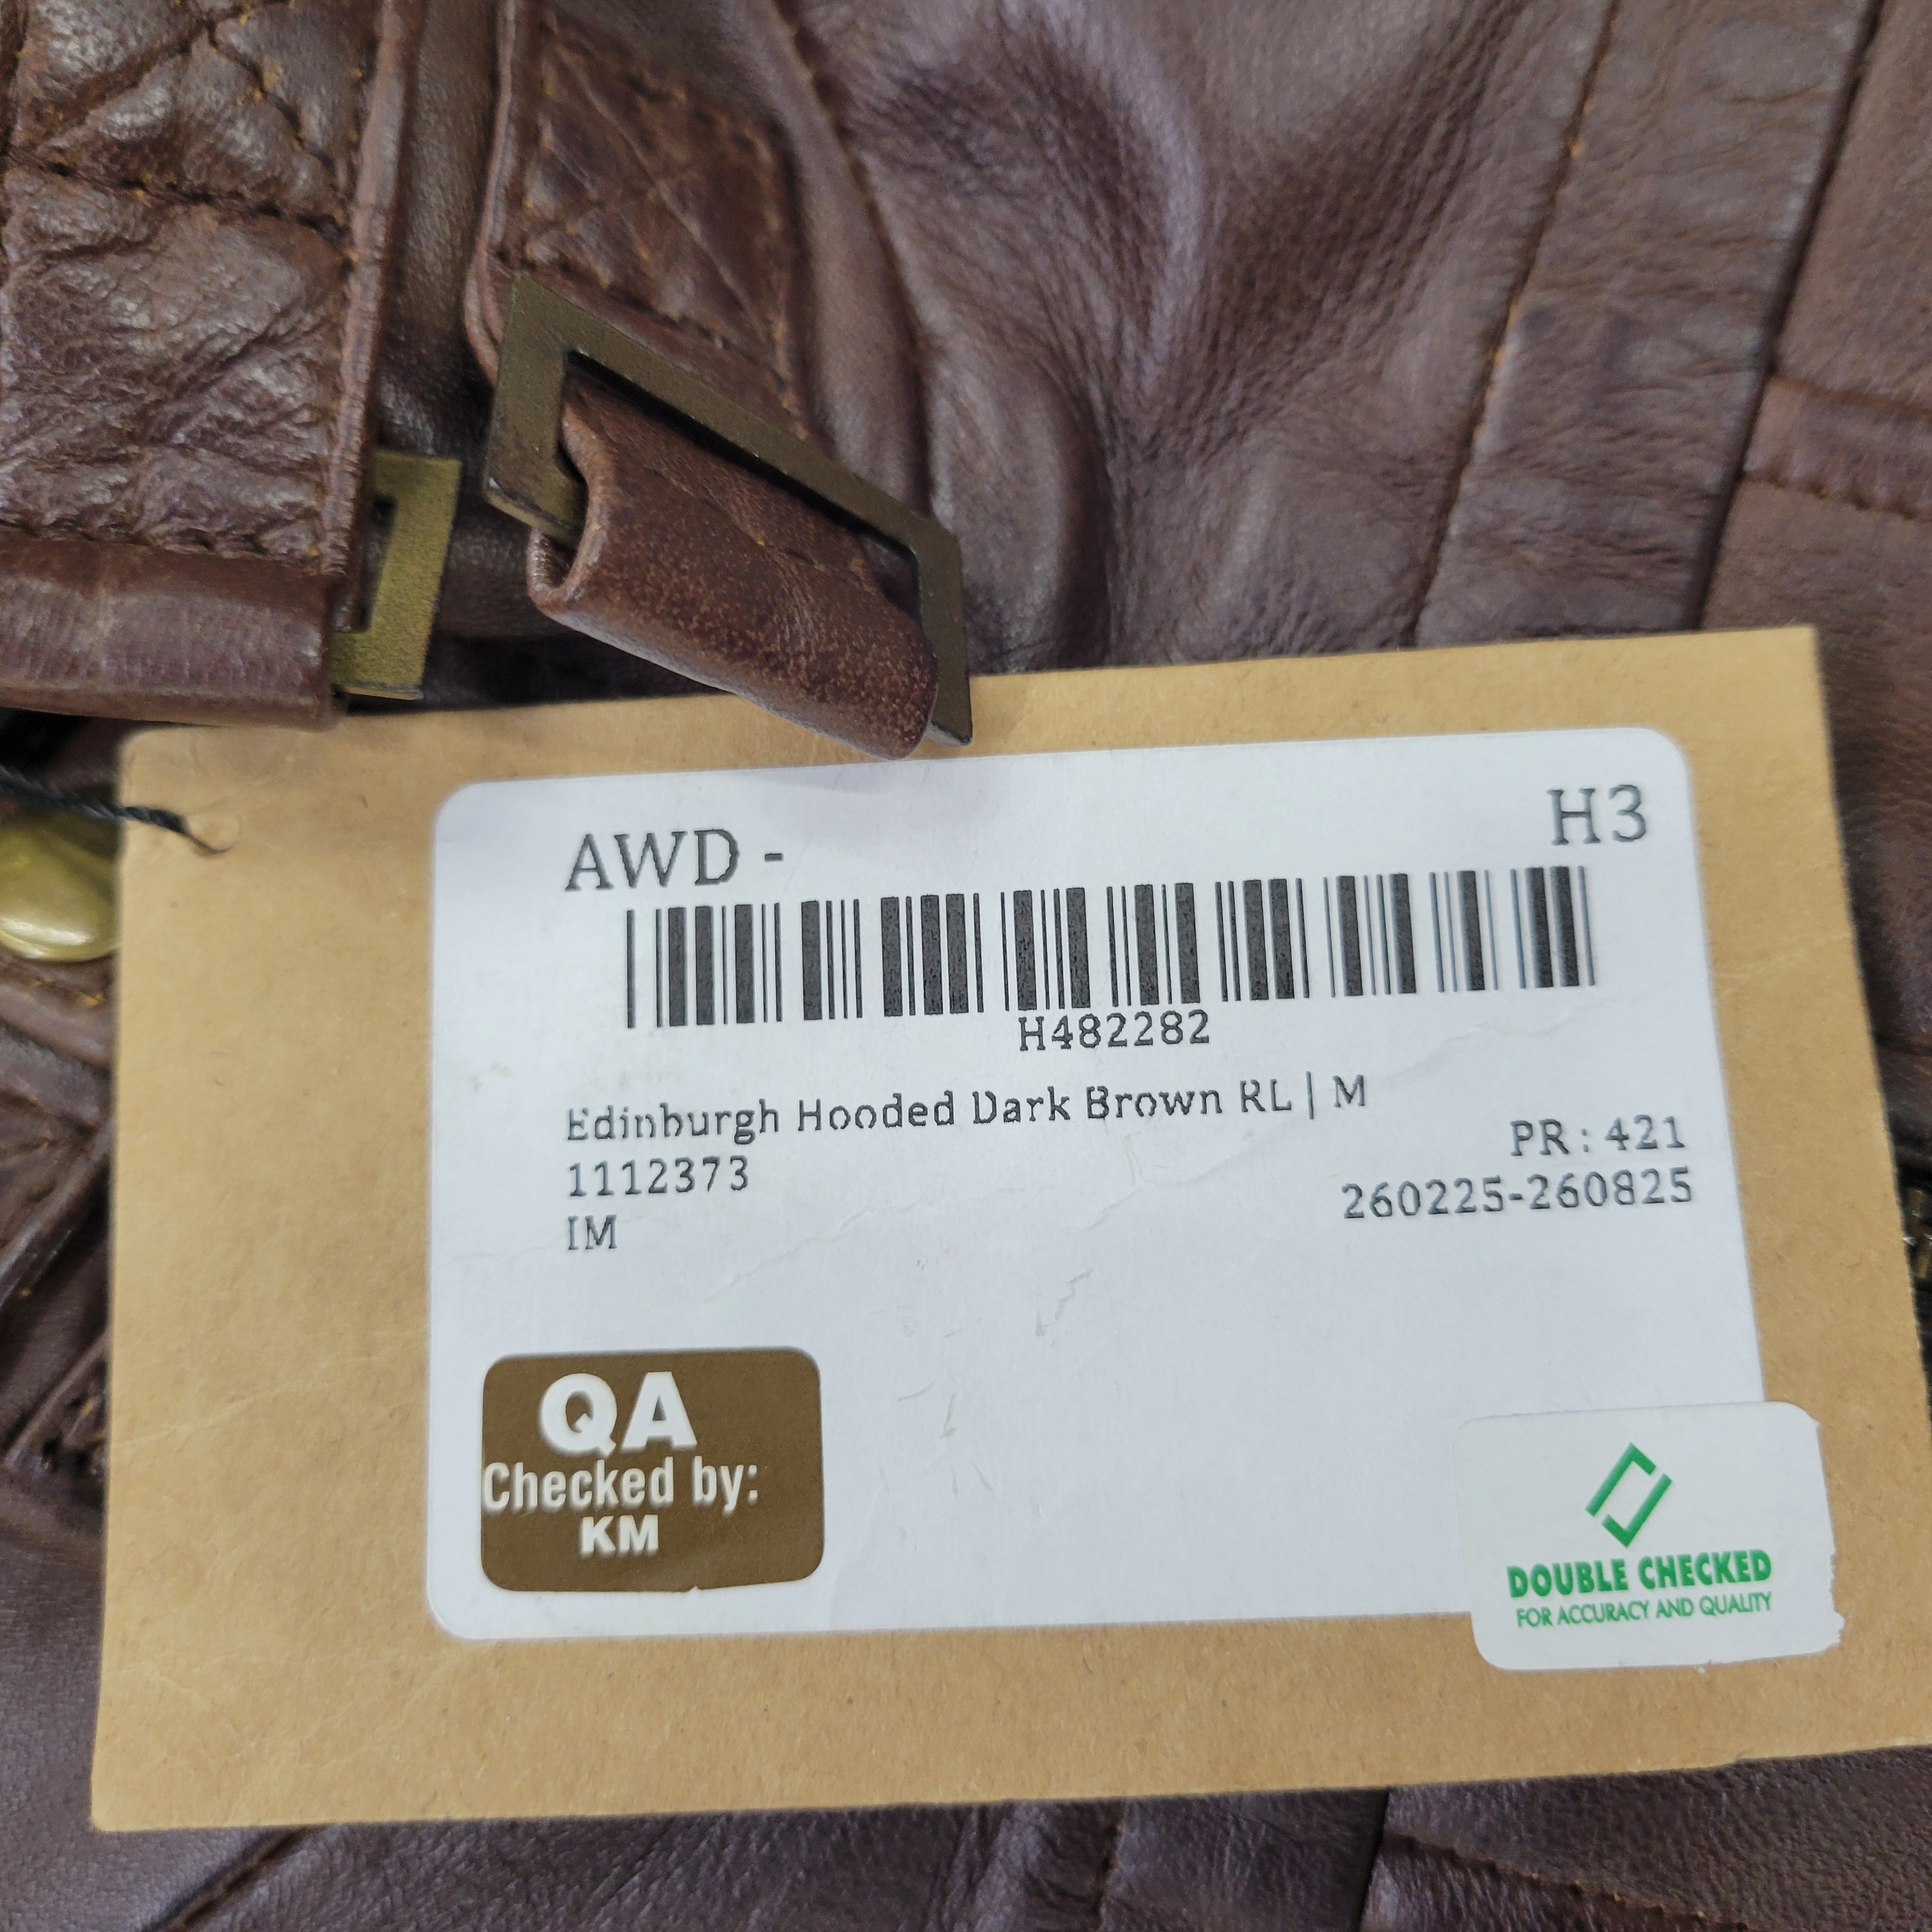 AWD -
H3
H482282
Edinburgh Hooded Dark Brown RL | M
PR : 421
1112373
260225-260825
IM
QA
Checked by:
KM
DOUBLE CHECKED
FOR ACCURACY AND QUALITY